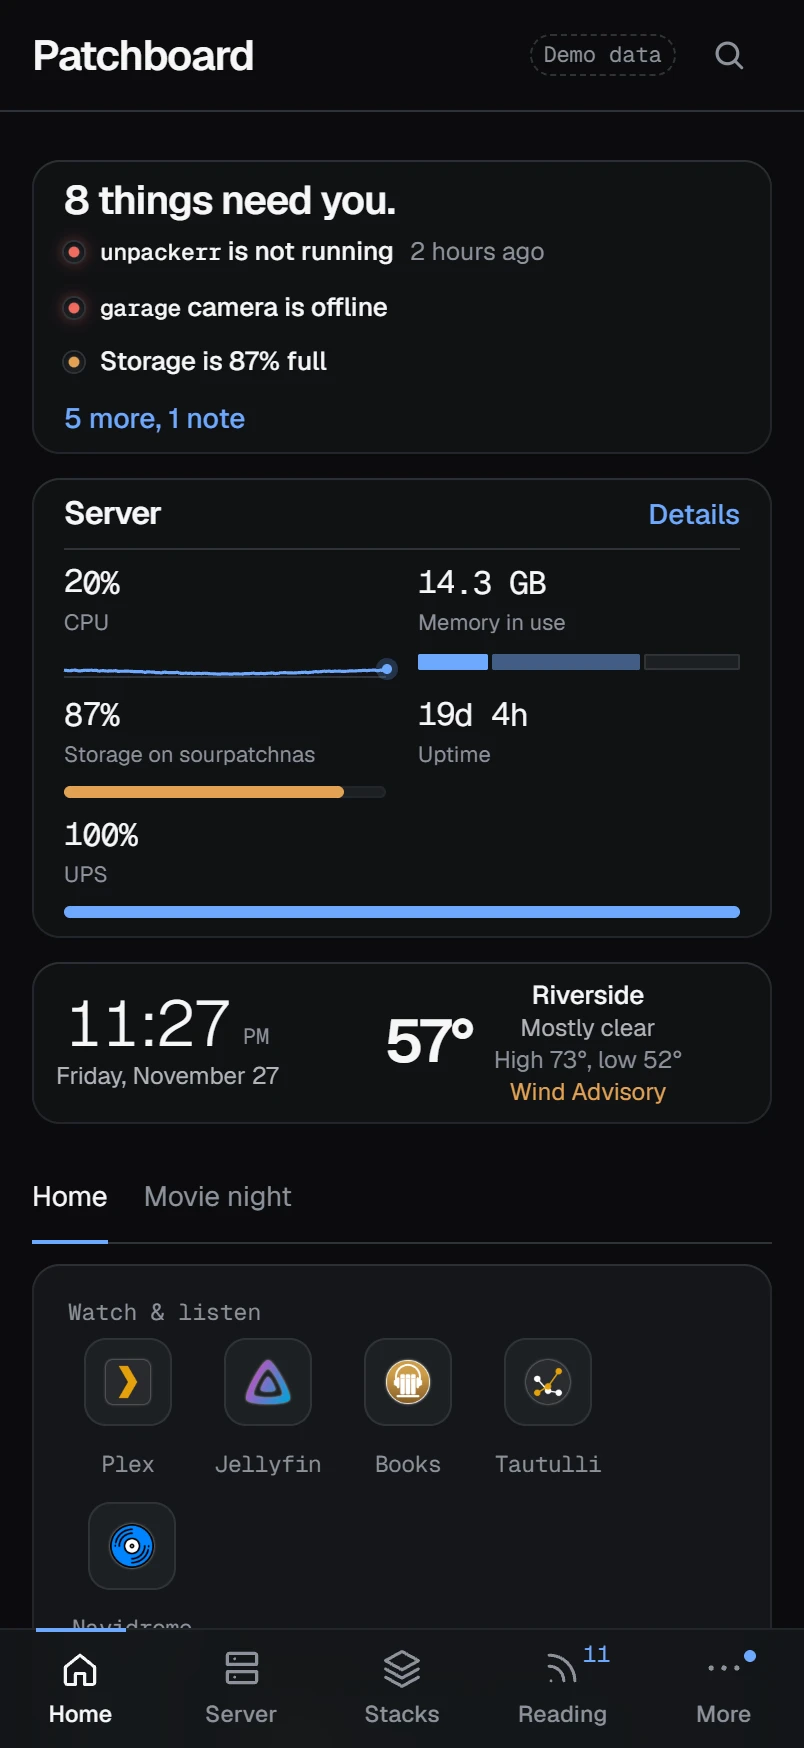 Patchboard
Demo data
8 things need you.
unpackerr is not running 2 hours ago
garage camera is offline
Storage is 87% full
5 more, 1 note
Server
Details
20%
CPU
14.3 GB
Memory in use
87%
Storage on sourpatchnas
19d 4h
Uptime
100%
UPS
11:27 PM
Friday, November 27
57°
Riverside
Mostly clear
High 73°, low 52°
Wind Advisory
Home
Movie night
Watch & listen
Plex
Jellyfin
Books
Tautulli
Navidrome
11
Home
Server
Stacks
Reading
More